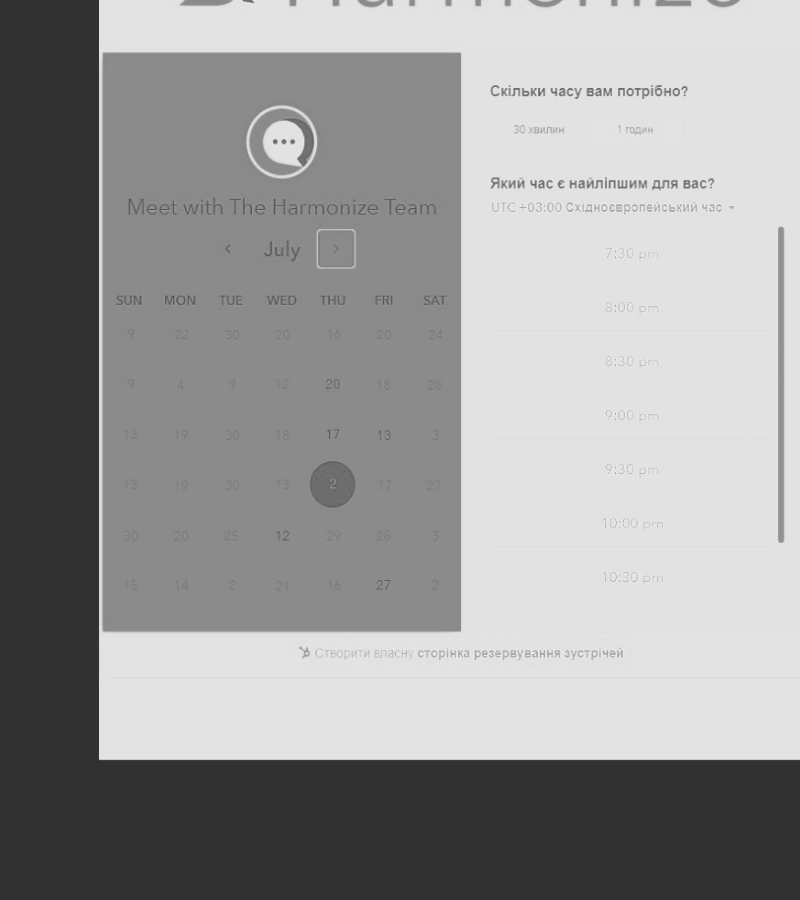 Harmonize
Meet with The Harmonize Team
July
SUN MON TUE WED THU FRI SAT
9 22 30 20 16 20 24
9 4 9 12 20 18 28
13 19 30 18 17 13 3
13 19 30 13 2 17 27
30 20 25 12 29 28 3
15 14 2 21 16 27 2
Скільки часу вам потрібно?
30 хвилин 1 годин
Який час є найліпшим для вас?
UTC +03:00 Східноєвропейський час
7:30 pm
8:00 pm
8:30 pm
9:00 pm
9:30 pm
10:00 pm
10:30 pm
Створити власну сторінка резервування зустрічей